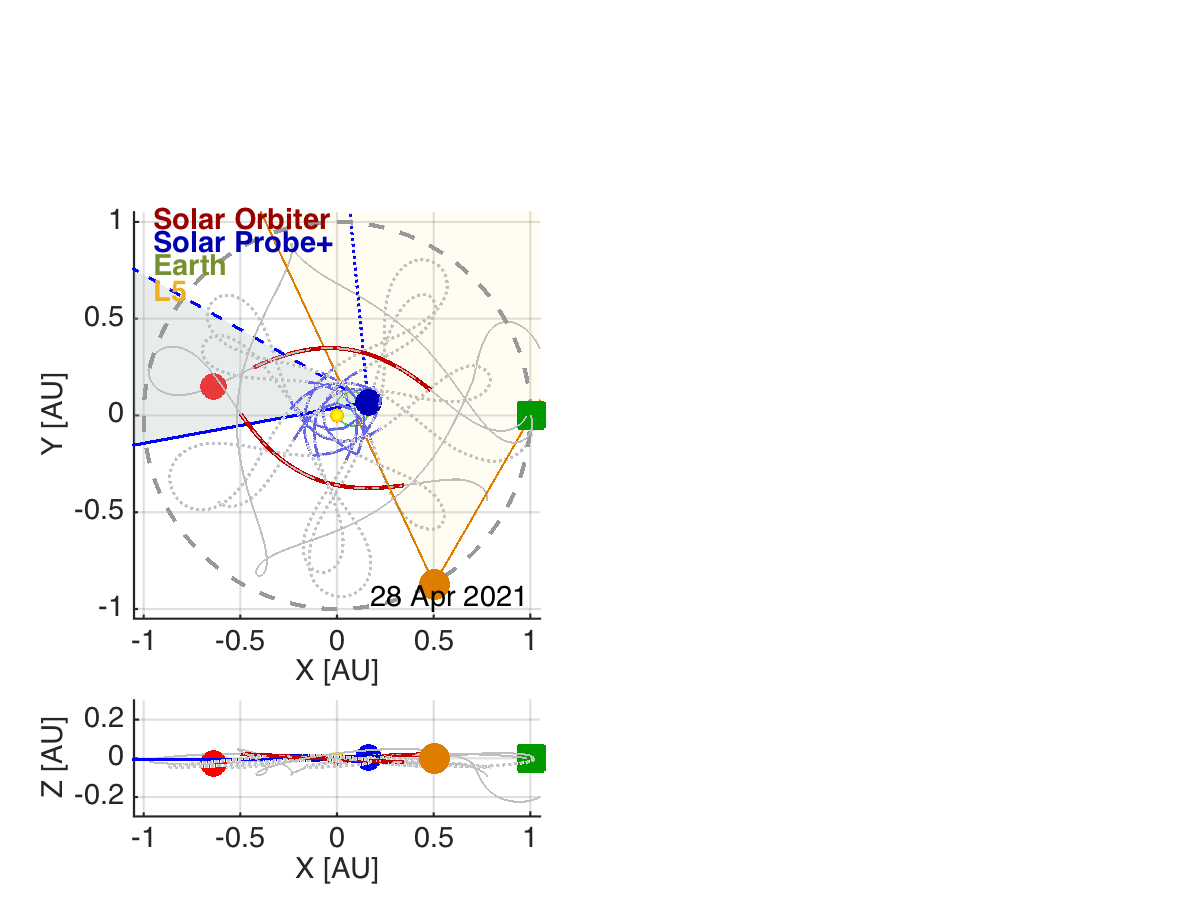 Solar Orbiter
Solar Probe+
Earth
L5
1
0.5
0
-0.5
-1
Y [AU]
28 Apr 2021
-1 -0.5 0 0.5 1
X [AU]
0.2
0
-0.2
Z [AU]
-1 -0.5 0 0.5 1
X [AU]